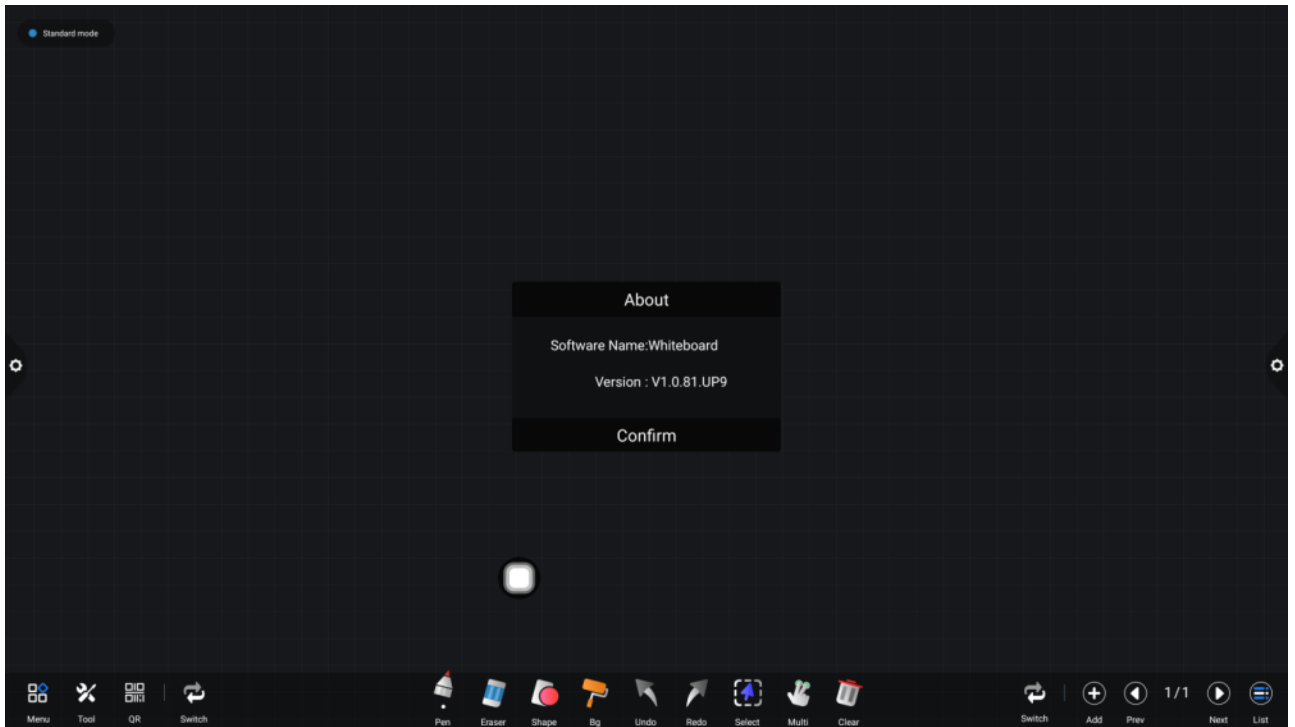 Standard mode
About
Software Name:Whiteboard
Version : V1.0.81.UP9
Confirm
1/1
Menu Tool QR Switch Pen Eraser Shape Bg Undo Redo Select Multi Clear Switch Add Prev Next List